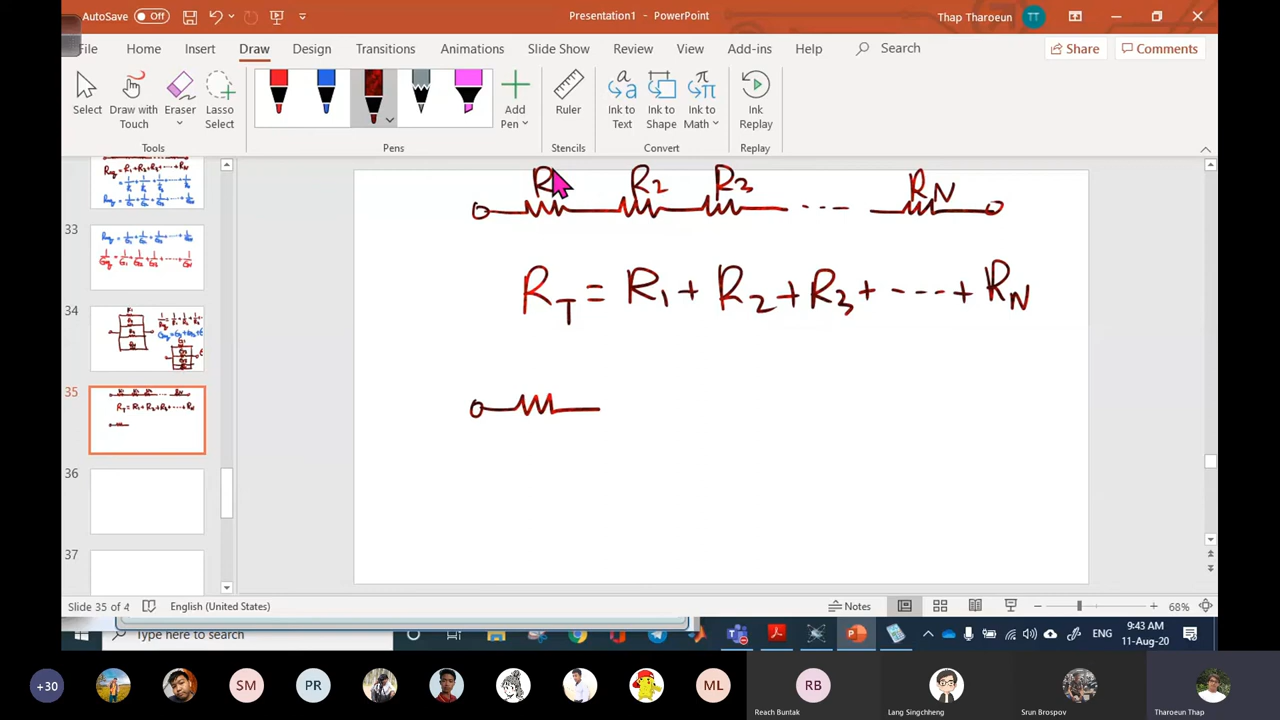 AutoSave Off Presentation1 - PowerPoint Thap Tharoeun TT
File Home Insert Draw Design Transitions Animations Slide Show Review View Add-ins Help Search Share Comments
Select Draw with Touch Eraser Lasso Select Add Pen Ruler Ink to Text Ink to Shape Ink to Math Ink Replay
Tools Pens Stencils Convert Replay
R2 R3 RN
RT = R1 + R2 + R3 + ---- + RN
33
34
35
36
37
Slide 35 of 4 English (United States) Notes 68%
Type here to search ENG 9:43 AM
11-Aug-20
+30 SM PR ML RB
Reach Buntak Lang Singchheng Srun Brospov Tharoeun Thap